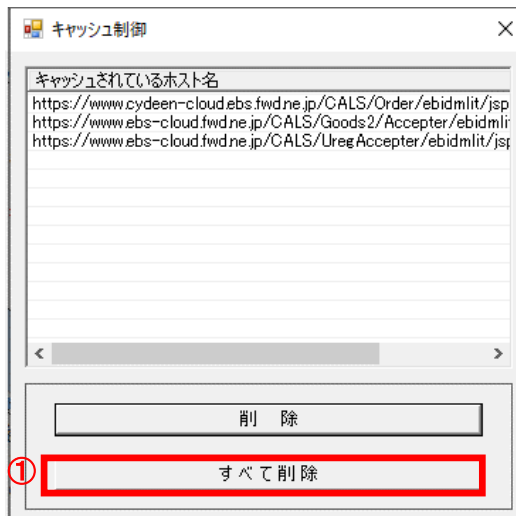 キャッシュ制御
キャッシュされているホスト名
https://www.cydeen-cloud.ebs.fwd.ne.jp/CALS/Order/ebidmlit/jsp
https://www.ebs-cloud.fwd.ne.jp/CALS/Goods2/Accepter/ebidmli
https://www.ebs-cloud.fwd.ne.jp/CALS/UregAccepter/ebidmlit/jsp
削　除
① すべて削除